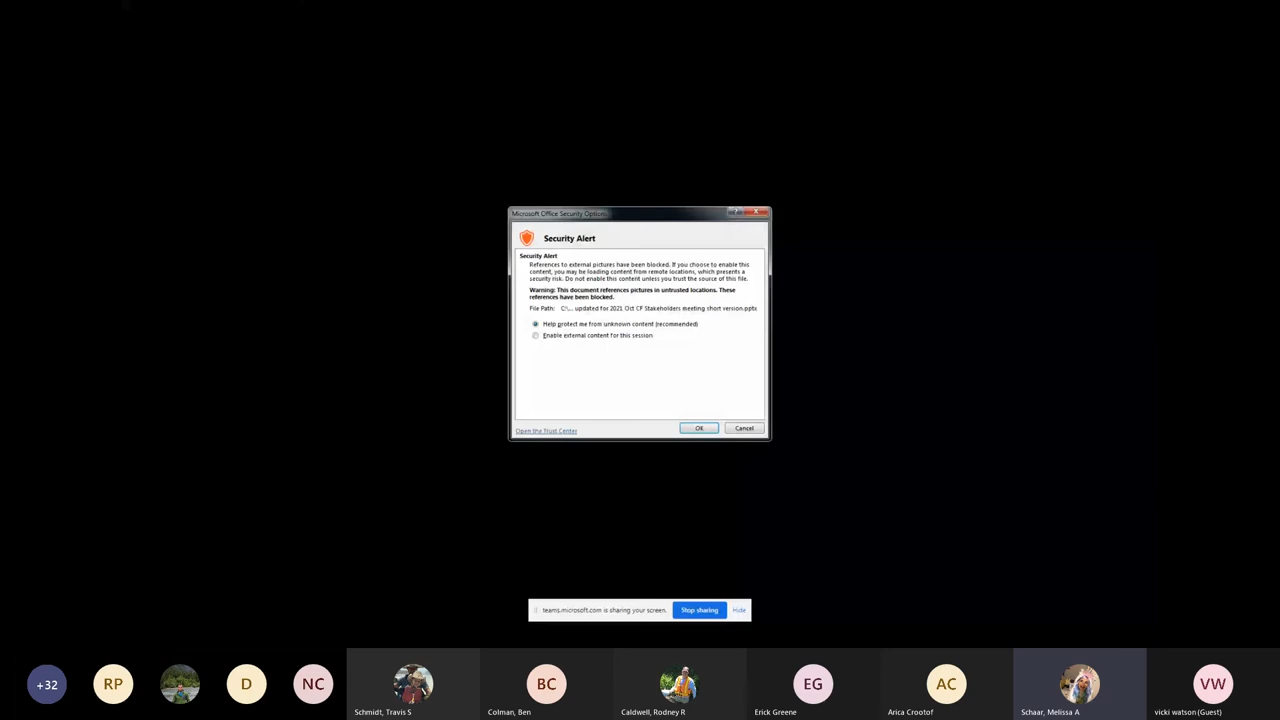 Microsoft Office Security Options
Security Alert
Security Alert
References to external pictures have been blocked. If you choose to enable this
content, you may be loading content from remote locations, which presents a
security risk. Do not enable this content unless you trust the source of this file.
Warning: This document references pictures in untrusted locations. These
references have been blocked.
File Path: C:\... updated for 2021 Oct CF Stakeholders meeting short version.pptx
Help protect me from unknown content (recommended)
Enable external content for this session
Open the Trust Center
OK
Cancel
teams.microsoft.com is sharing your screen.
Stop sharing
Hide
+32
RP
D
NC
BC
EG
AC
VW
Schmidt, Travis S
Colman, Ben
Caldwell, Rodney R
Erick Greene
Arica Crootof
Schaar, Melissa A
vicki watson (Guest)